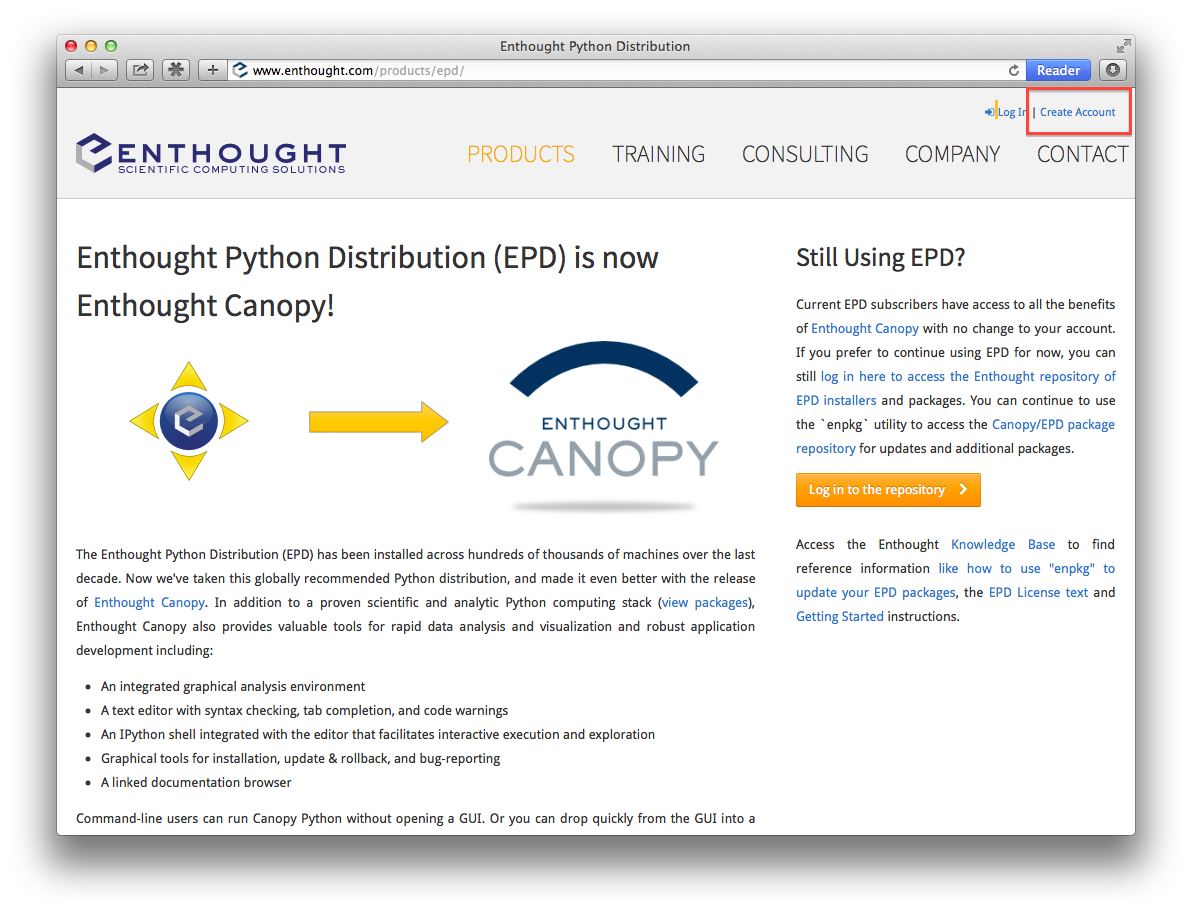 Enthought Python Distribution
www.enthought.com/products/epd/
Reader
Log In | Create Account
ENTHOUGHT
SCIENTIFIC COMPUTING SOLUTIONS
PRODUCTS TRAINING CONSULTING COMPANY CONTACT
Enthought Python Distribution (EPD) is now
Enthought Canopy!
ENTHOUGHT
CANOPY
The Enthought Python Distribution (EPD) has been installed across hundreds of thousands of machines over the last
decade. Now we've taken this globally recommended Python distribution, and made it even better with the release
of Enthought Canopy. In addition to a proven scientific and analytic Python computing stack (view packages),
Enthought Canopy also provides valuable tools for rapid data analysis and visualization and robust application
development including:
• An integrated graphical analysis environment
• A text editor with syntax checking, tab completion, and code warnings
• An IPython shell integrated with the editor that facilitates interactive execution and exploration
• Graphical tools for installation, update & rollback, and bug-reporting
• A linked documentation browser
Command-line users can run Canopy Python without opening a GUI. Or you can drop quickly from the GUI into a
Still Using EPD?
Current EPD subscribers have access to all the benefits
of Enthought Canopy with no change to your account.
If you prefer to continue using EPD for now, you can
still log in here to access the Enthought repository of
EPD installers and packages. You can continue to use
the `enpkg` utility to access the Canopy/EPD package
repository for updates and additional packages.
Log in to the repository
Access the Enthought Knowledge Base to find
reference information like how to use "enpkg" to
update your EPD packages, the EPD License text and
Getting Started instructions.